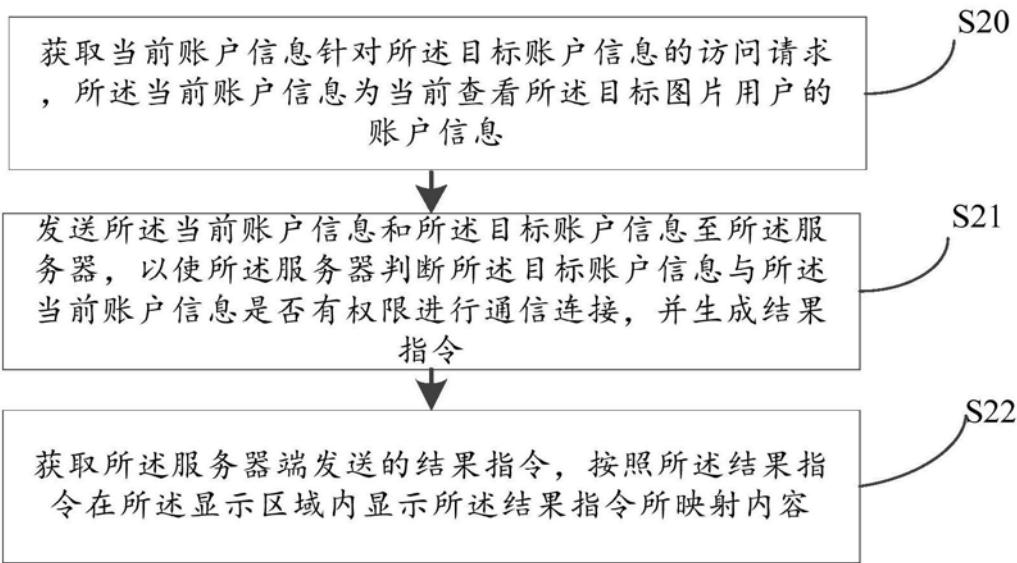 获取当前账户信息针对所述目标账户信息的访问请求
，所述当前账户信息为当前查看所述目标图片用户的
账户信息
S20
发送所述当前账户信息和所述目标账户信息至所述服
务器，以使所述服务器判断所述目标账户信息与所述
当前账户信息是否有权限进行通信连接，并生成结果
指令
S21
获取所述服务器端发送的结果指令，按照所述结果指
令在所述显示区域内显示所述结果指令所映射内容
S22